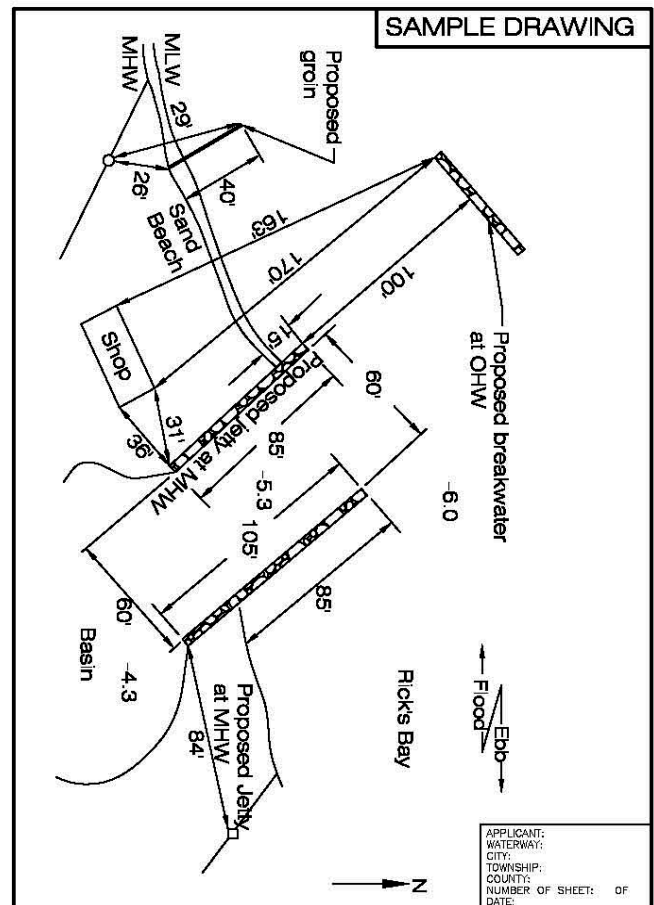 SAMPLE DRAWING
MLW
MHW
29'
26'
40'
Proposed
groin
Sand
Beach
163'
170'
100'
Proposed breakwater
at OHW
15'
60'
Shop
31'
36'
Proposed jetty at MHW
85'
-5.3
-6.0
105'
85'
60'
Basin
-4.3
Proposed Jetty
at MHW
84'
Rick's Bay
Flood
Ebb
N
APPLICANT:
WATERWAY:
CITY:
TOWNSHIP:
COUNTY:
NUMBER OF SHEET: OF
DATE: